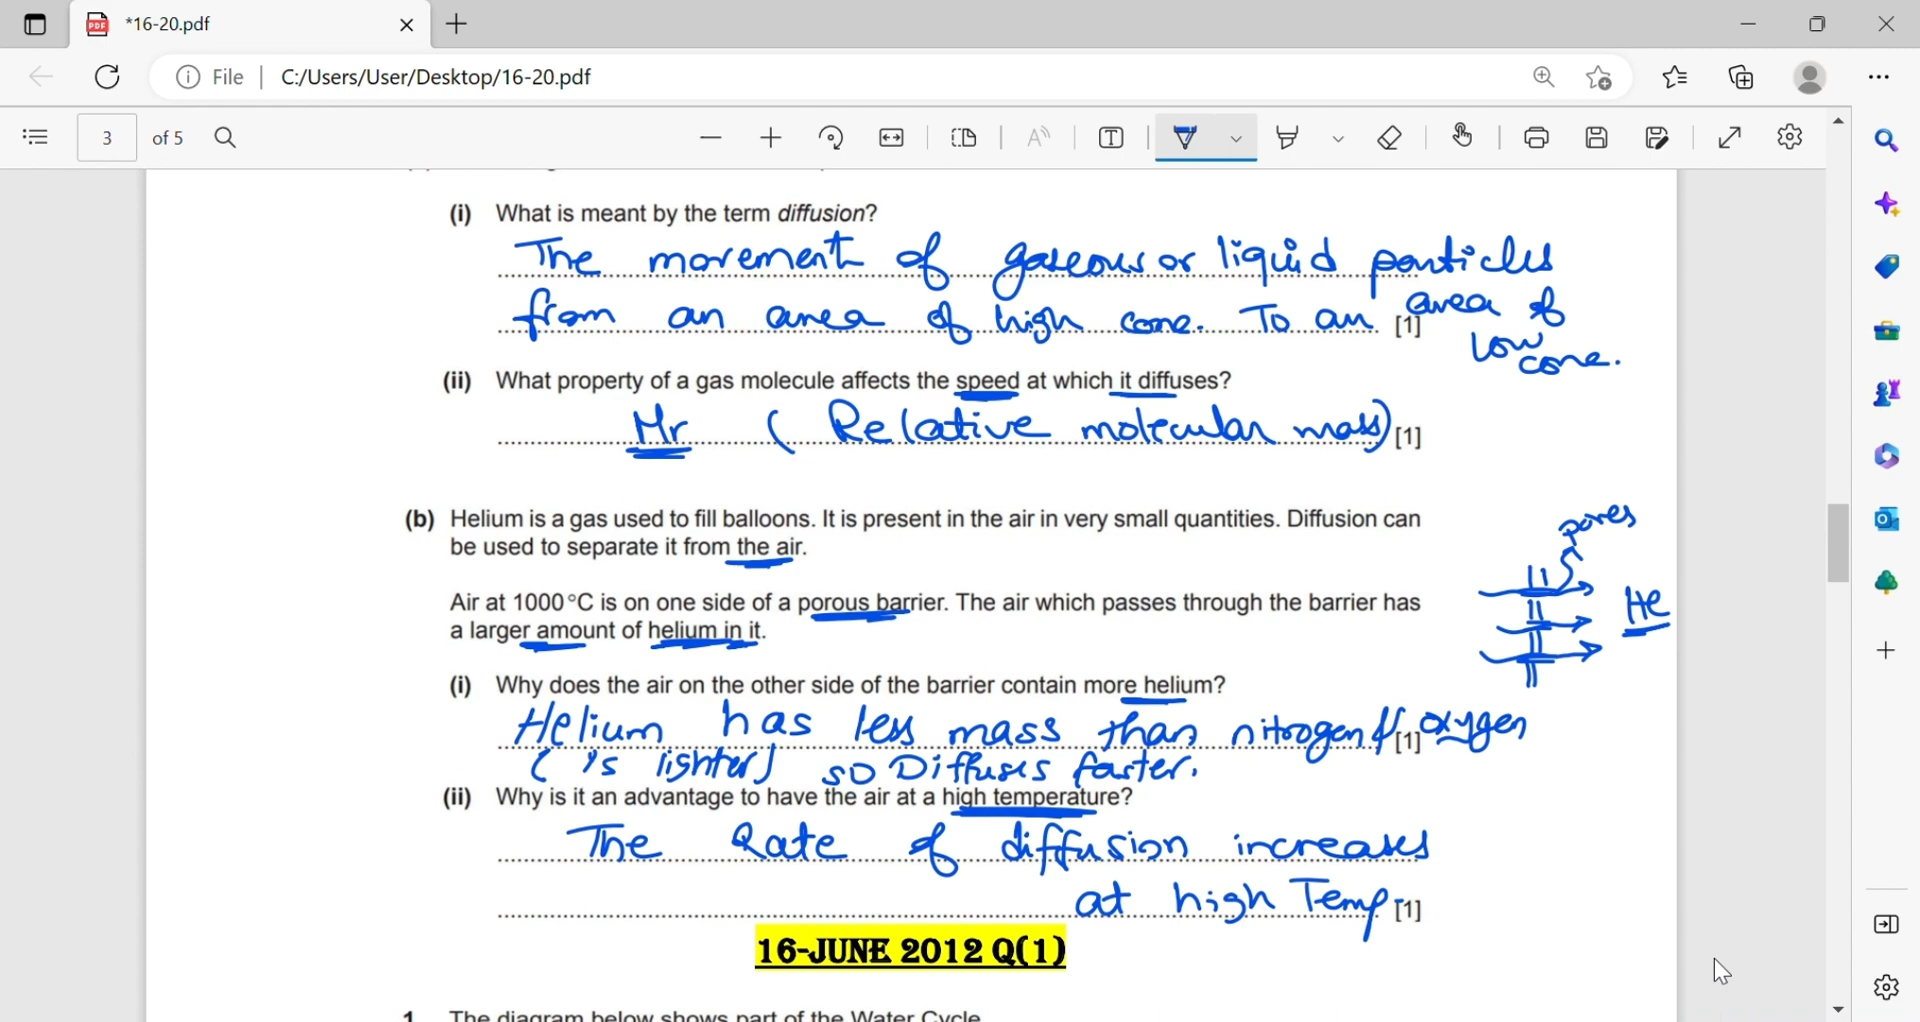 *16-20.pdf
File
C:/Users/User/Desktop/16-20.pdf
3 of 5
(i) What is meant by the term diffusion?
The movement of gaseous or liquid particles
from an area of high conc. To an area of
low conc.
[1]
(ii) What property of a gas molecule affects the speed at which it diffuses?
Mr ( Relative molecular mass) [1]
(b) Helium is a gas used to fill balloons. It is present in the air in very small quantities. Diffusion can
be used to separate it from the air.
pores
Air at 1000 °C is on one side of a porous barrier. The air which passes through the barrier has
a larger amount of helium in it.
He
(i) Why does the air on the other side of the barrier contain more helium?
Helium has less mass than nitrogen // oxygen
[1]
( is lighter) so Diffuses faster.
(ii) Why is it an advantage to have the air at a high temperature?
The Rate of diffusion increases
at high Temp [1]
16-JUNE 2012 Q(1)
1 The diagram below shows part of the Water Cycle